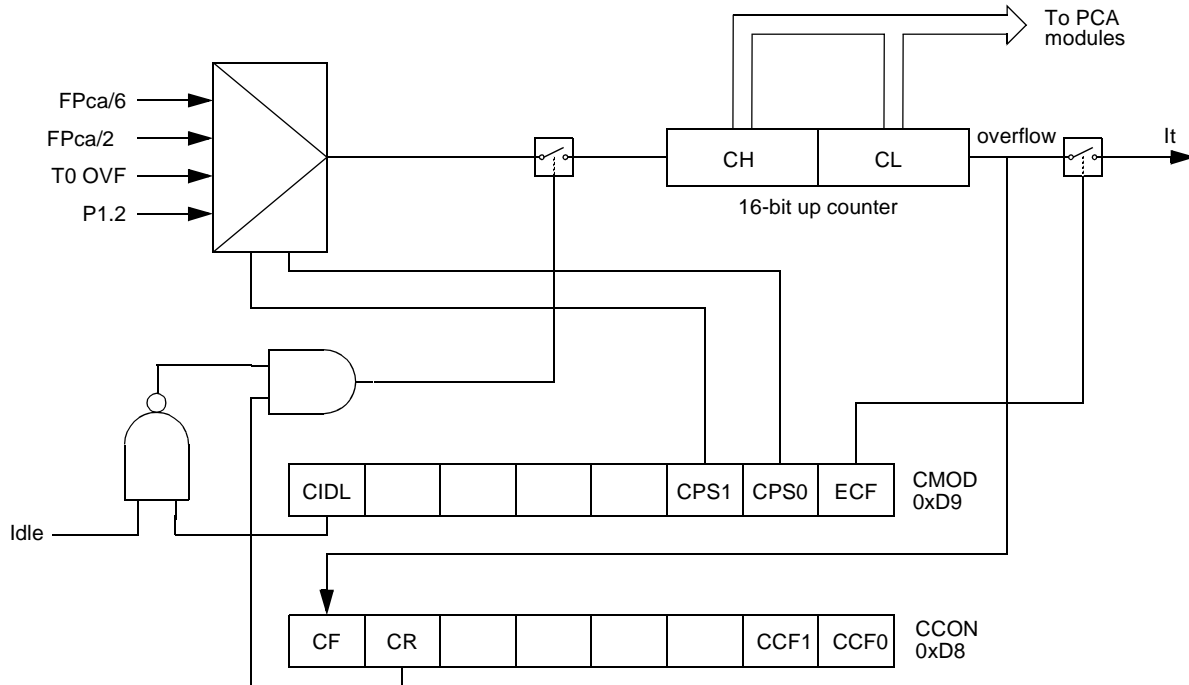 To PCA
modules
FPca/6
FPca/2
T0 OVF
P1.2
CH
CL
overflow
It
16-bit up counter
CIDL
CPS1
CPS0
ECF
CMOD
0xD9
Idle
CF
CR
CCF1
CCF0
CCON
0xD8